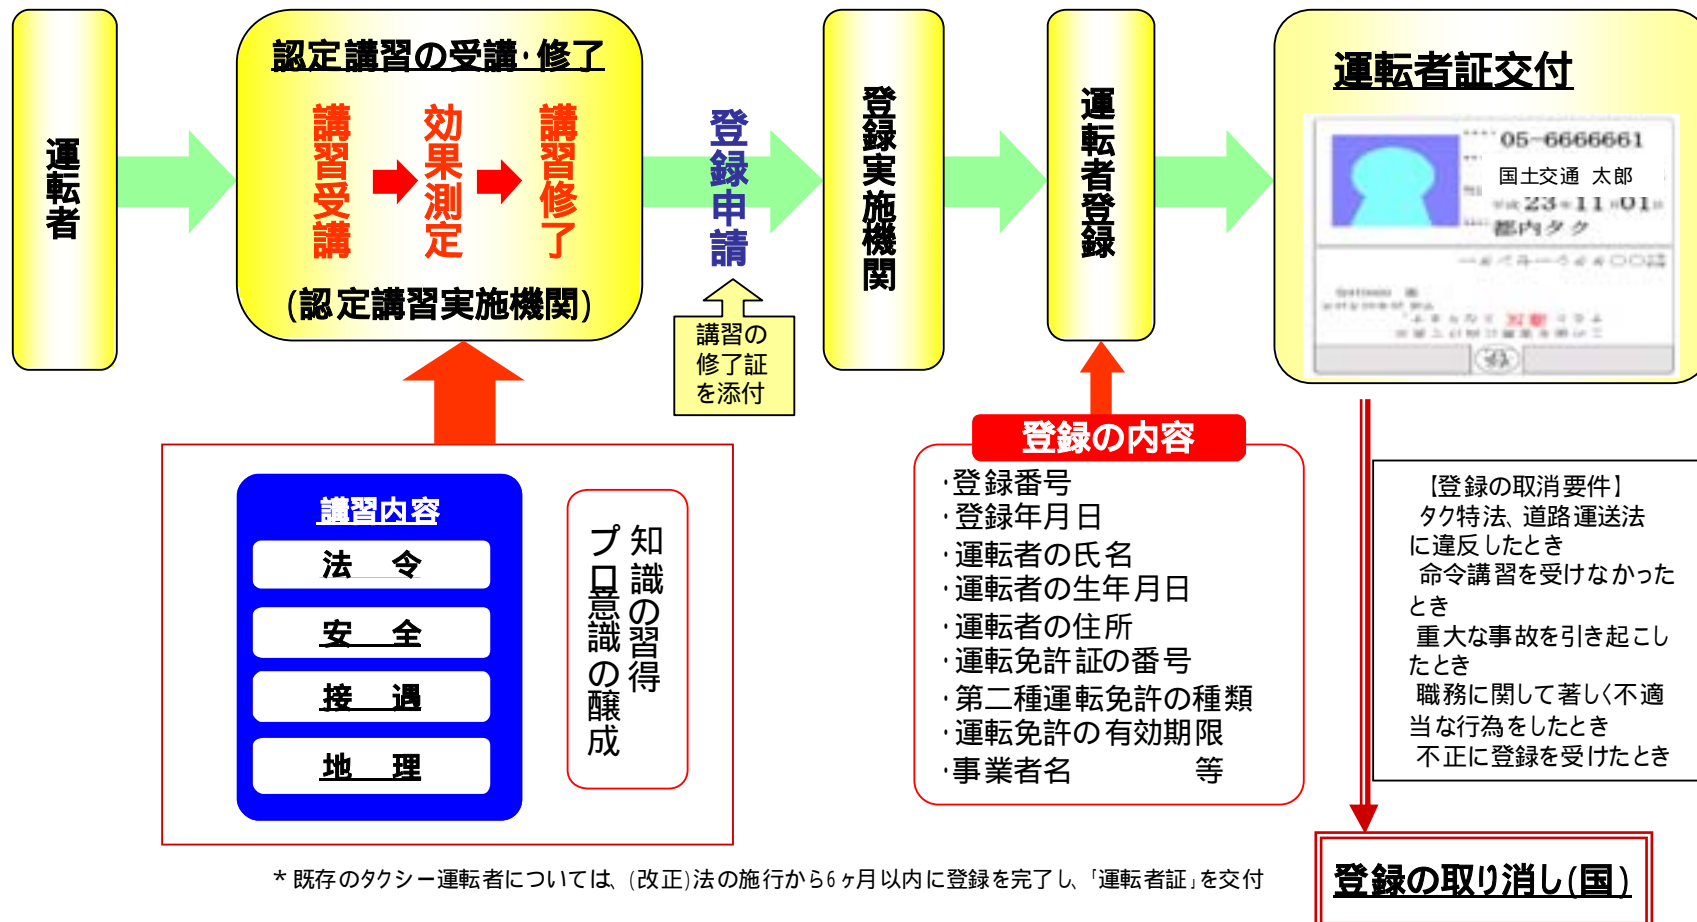 運転者
認定講習の受講・修了
講習受講
効果測定
講習修了
(認定講習実施機関)
登録申請
講習の
修了証
を添付
登録実施機関
運転者登録
運転者証交付
05-6666661
国土交通 太郎
23 11 01
都内タク
講習内容
法 令
安 全
接 遇
地 理
知識の習得
プロ意識の醸成
登録の内容
・登録番号
・登録年月日
・運転者の氏名
・運転者の生年月日
・運転者の住所
・運転免許証の番号
・第二種運転免許の種類
・運転免許の有効期限
・事業者名 等
【登録の取消要件】
タク特法、道路運送法
に違反したとき
命令講習を受けなかった
とき
重大な事故を引き起こし
たとき
職務に関して著しく不適
当な行為をしたとき
不正に登録を受けたとき
登録の取り消し(国)
*既存のタクシー運転者については、(改正)法の施行から6ヶ月以内に登録を完了し、「運転者証」を交付